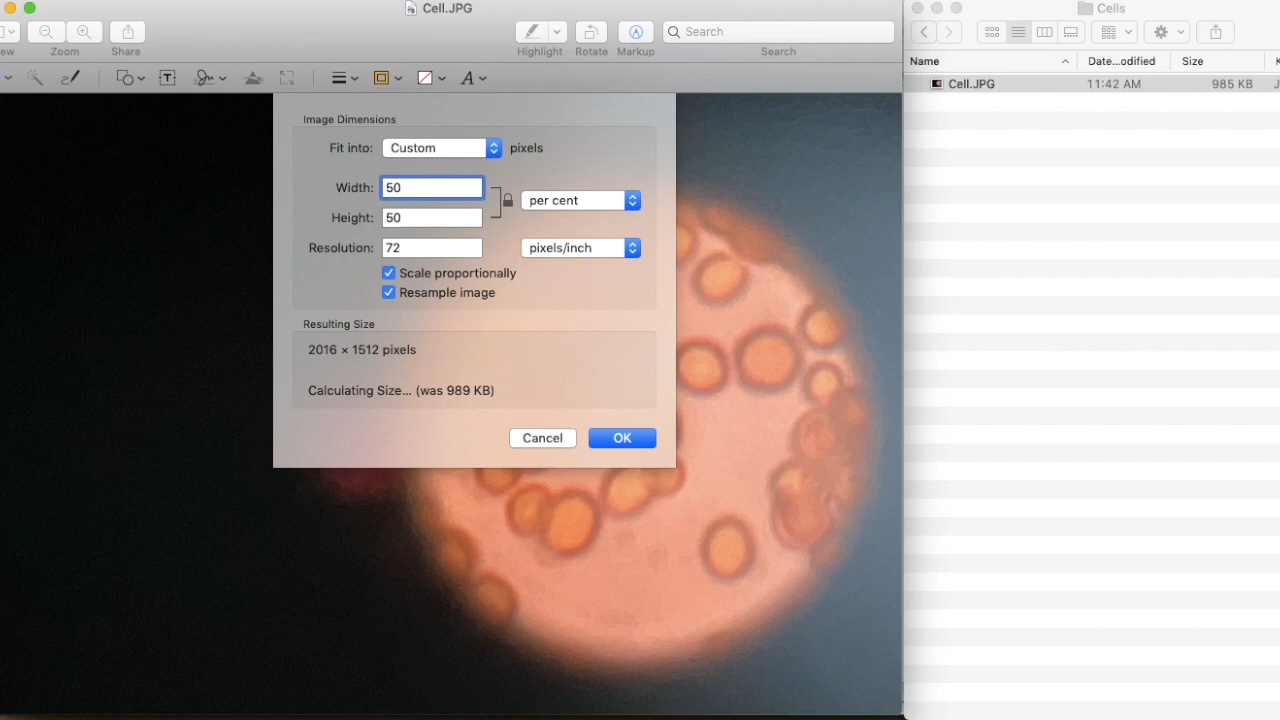 Cell.JPG
Zoom
Share
Highlight
Rotate
Markup
Search
Search
Image Dimensions
Fit into: Custom pixels
Width: 50
per cent
Height: 50
Resolution: 72 pixels/inch
Scale proportionally
Resample image
Resulting Size
2016 × 1512 pixels
Calculating Size... (was 989 KB)
Cancel OK
Cells
Name Date...odified Size
Cell.JPG 11:42 AM 985 KB